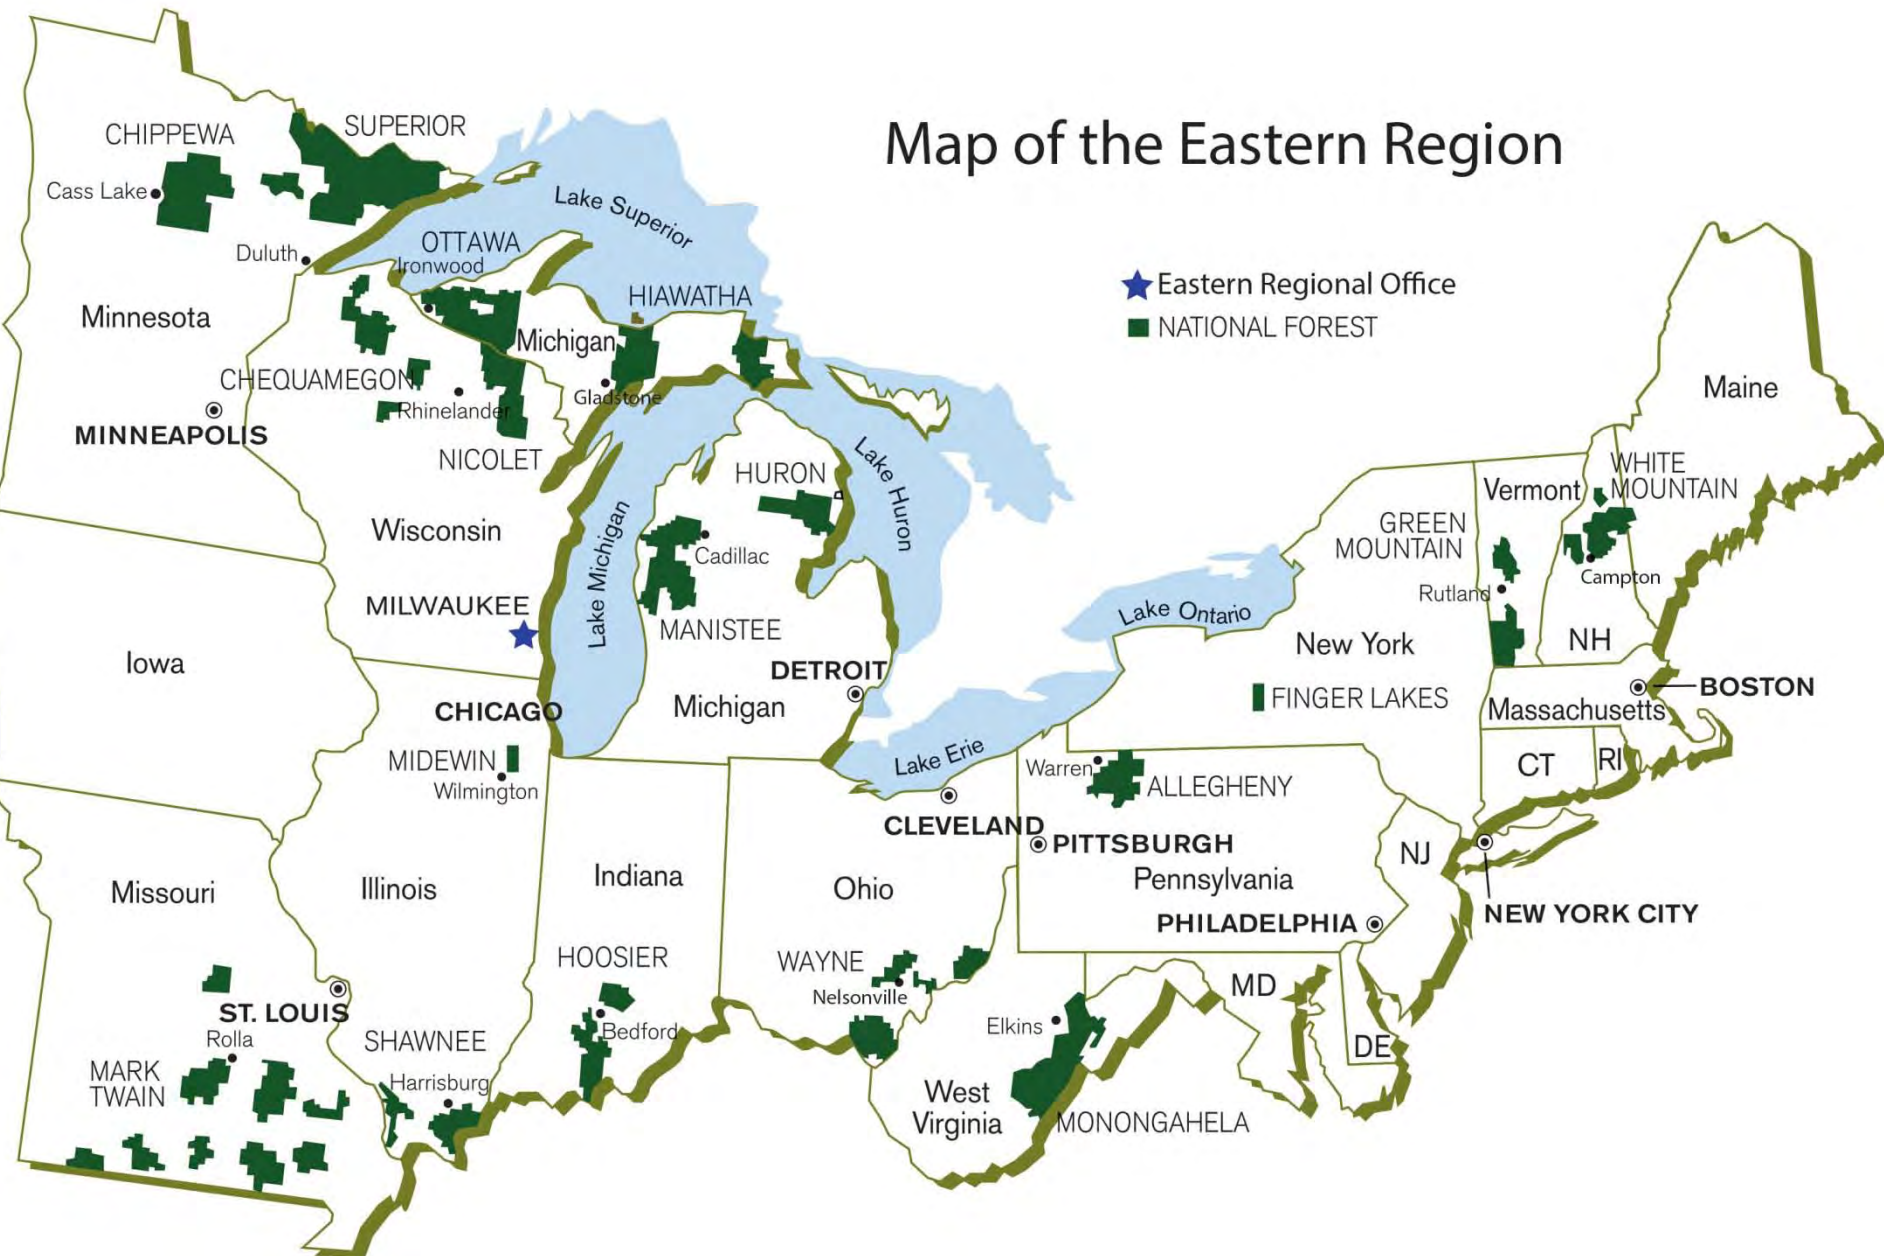 Map of the Eastern Region
Eastern Regional Office
NATIONAL FOREST
CHIPPEWA
SUPERIOR
Cass Lake
Duluth
Lake Superior
OTTAWA
Ironwood
HIAWATHA
Minnesota
Michigan
CHEQUAMEGON
Rhinelander
Gladstone
MINNEAPOLIS
NICOLET
Lake Huron
HURON
Maine
WHITE
MOUNTAIN
Vermont
Wisconsin
Lake Michigan
Cadillac
GREEN
MOUNTAIN
Campton
Rutland
MILWAUKEE
MANISTEE
Lake Ontario
New York
NH
Iowa
DETROIT
BOSTON
CHICAGO
Michigan
FINGER LAKES
Massachusetts
MIDEWIN
Wilmington
Lake Erie
Warren
ALLEGHENY
CT
RI
CLEVELAND
PITTSBURGH
Pennsylvania
NJ
Missouri
Illinois
Indiana
Ohio
PHILADELPHIA
NEW YORK CITY
HOOSIER
WAYNE
Nelsonville
MD
ST. LOUIS
Rolla
SHAWNEE
Bedford
Elkins
DE
MARK
TWAIN
Harrisburg
West
Virginia
MONONGAHELA